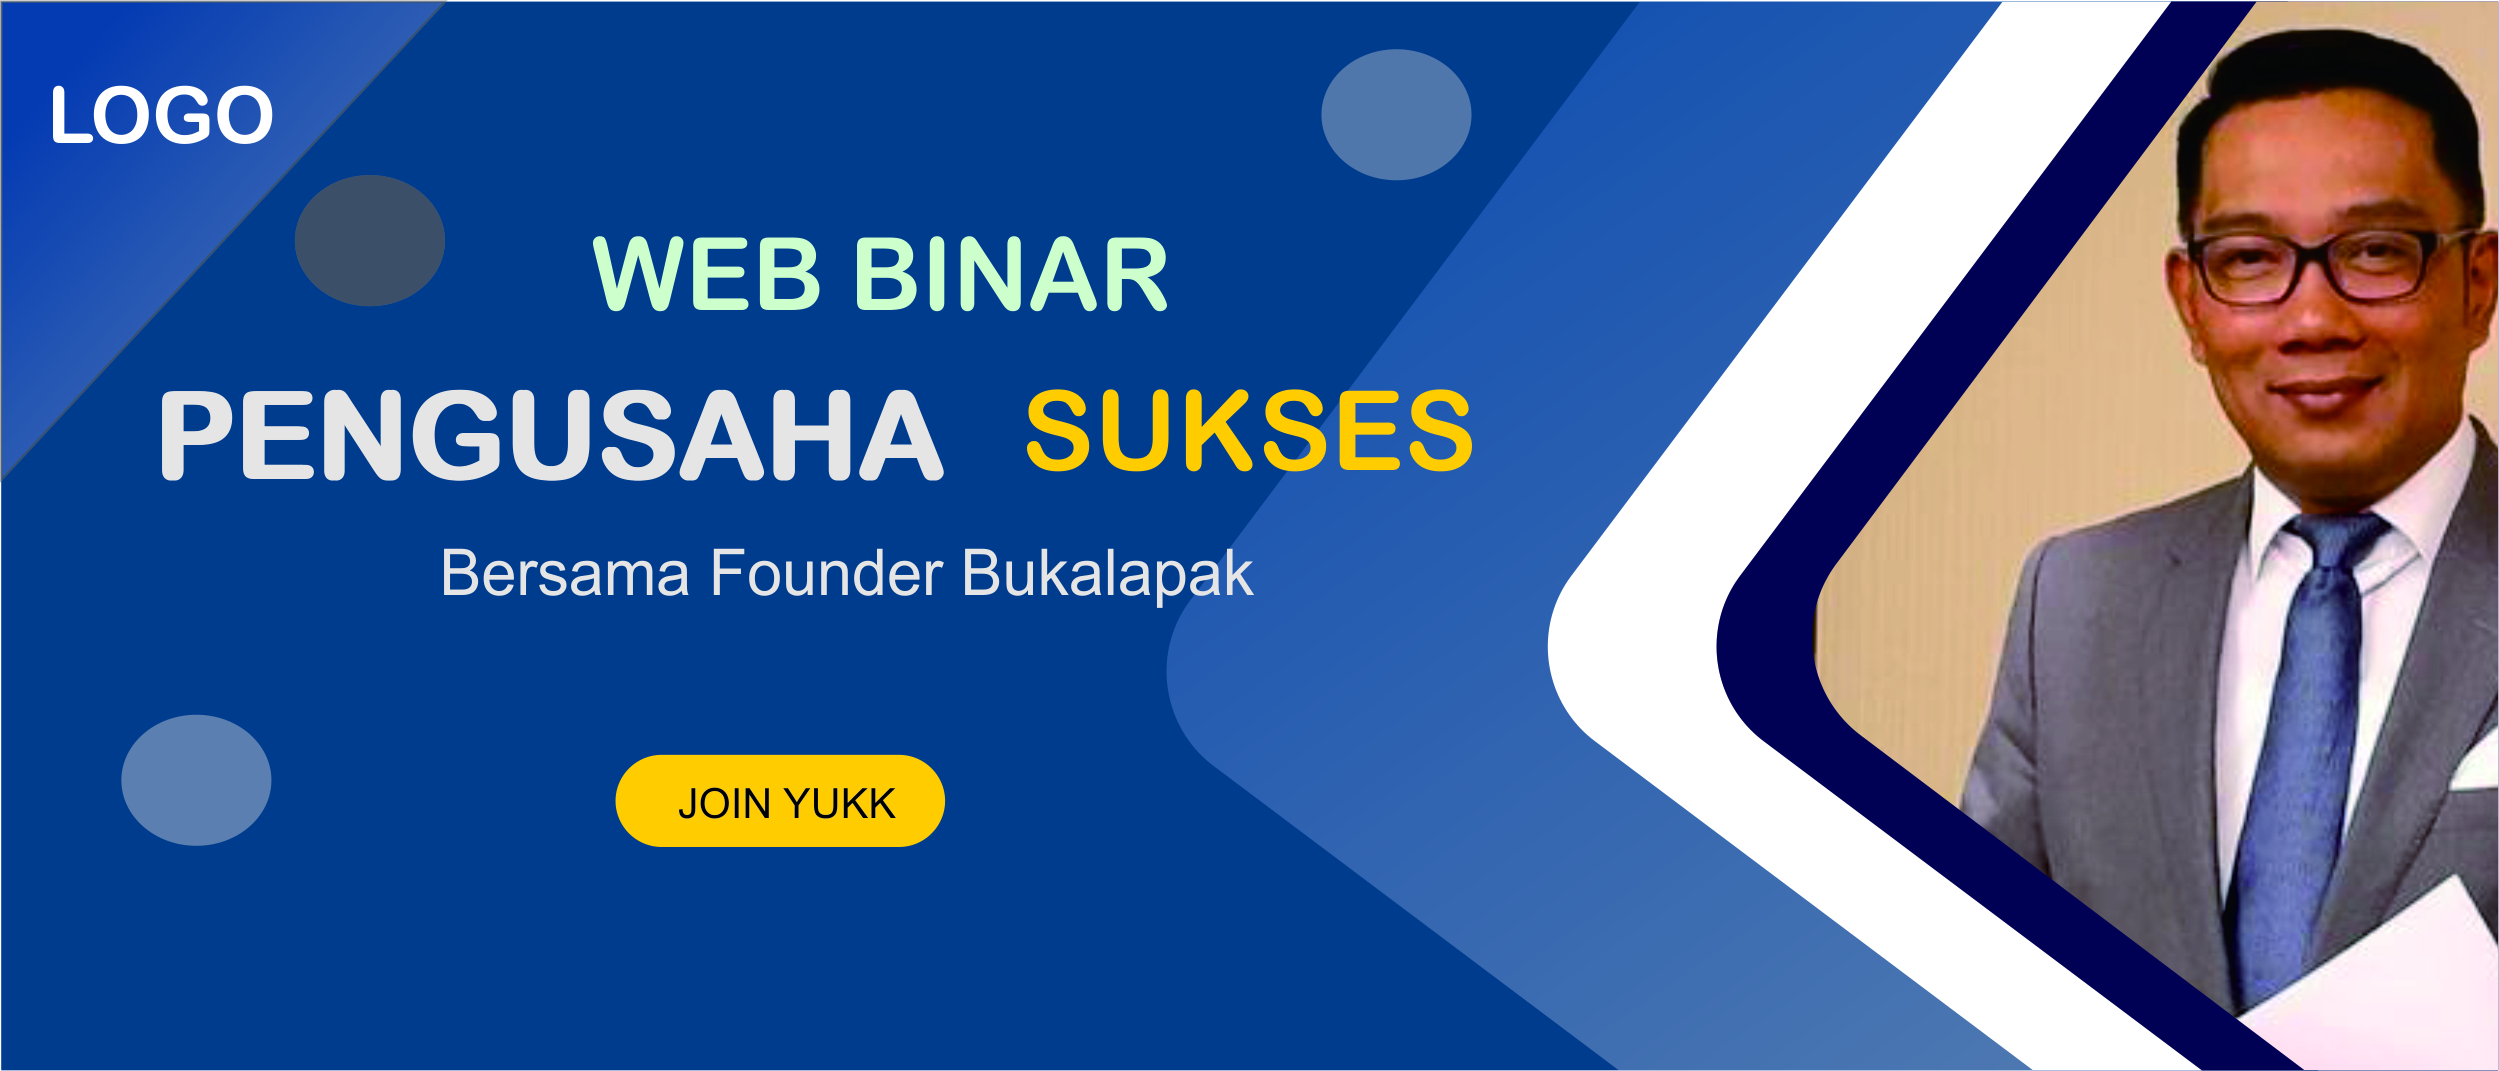 LOGO
WEB BINAR
PENGUSAHA SUKSES
Bersama Founder Bukalapak
JOIN YUKK